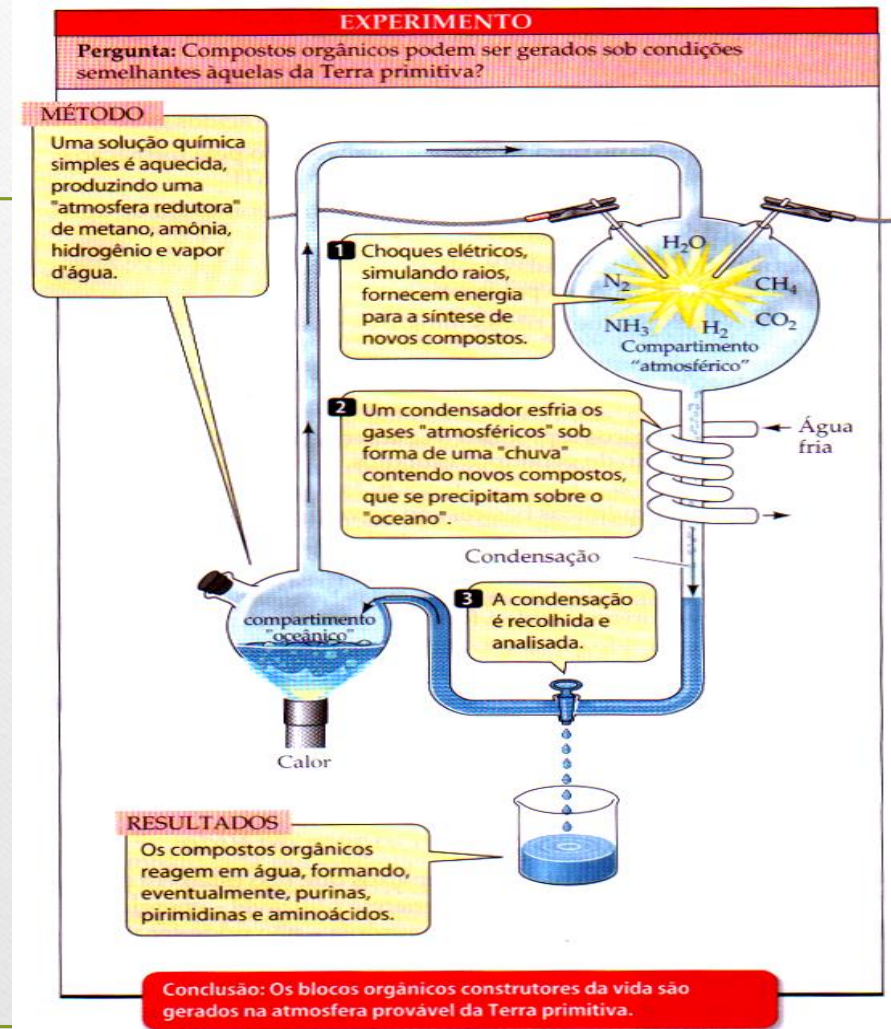 EXPERIMENTO
Pergunta: Compostos orgânicos podem ser gerados sob condições
semelhantes àquelas da Terra primitiva?
MÉTODO
Uma solução química
simples é aquecida,
produzindo uma
"atmosfera redutora"
de metano, amônia,
hidrogênio e vapor
d'água.
1 Choques elétricos,
simulando raios,
fornecem energia
para a síntese de
novos compostos.
H₂O
N₂
CH₄
NH₃
H₂
CO₂
Compartimento
"atmosférico"
2 Um condensador esfria os
gases "atmosféricos" sob
forma de uma "chuva"
contendo novos compostos,
que se precipitam sobre o
"oceano".
Água
fria
Condensação
3 A condensação
é recolhida e
analisada.
compartimento
"oceânico"
Calor
RESULTADOS
Os compostos orgânicos
reagem em água, formando,
eventualmente, purinas,
pirimidinas e aminoácidos.
Conclusão: Os blocos orgânicos construtores da vida são
gerados na atmosfera provável da Terra primitiva.